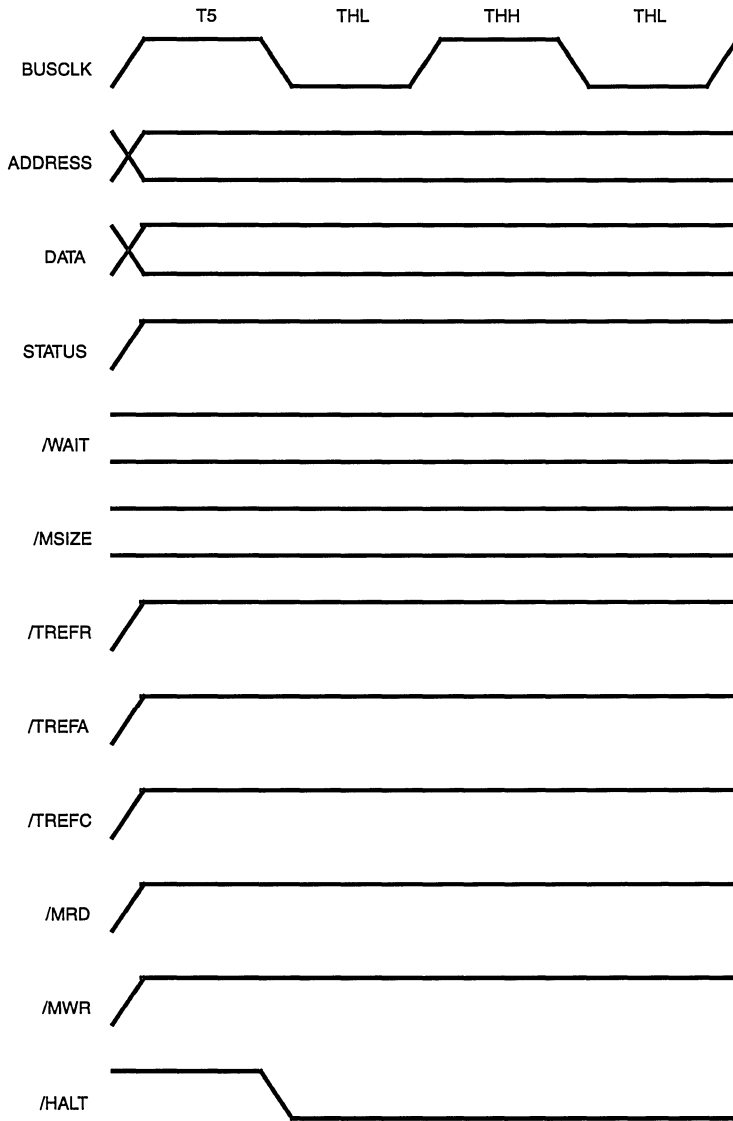 T5 THL THH THL
BUSCLK
ADDRESS
DATA
STATUS
/WAIT
/MSIZE
/TREFR
/TREFA
/TREFC
/MRD
/MWR
/HALT